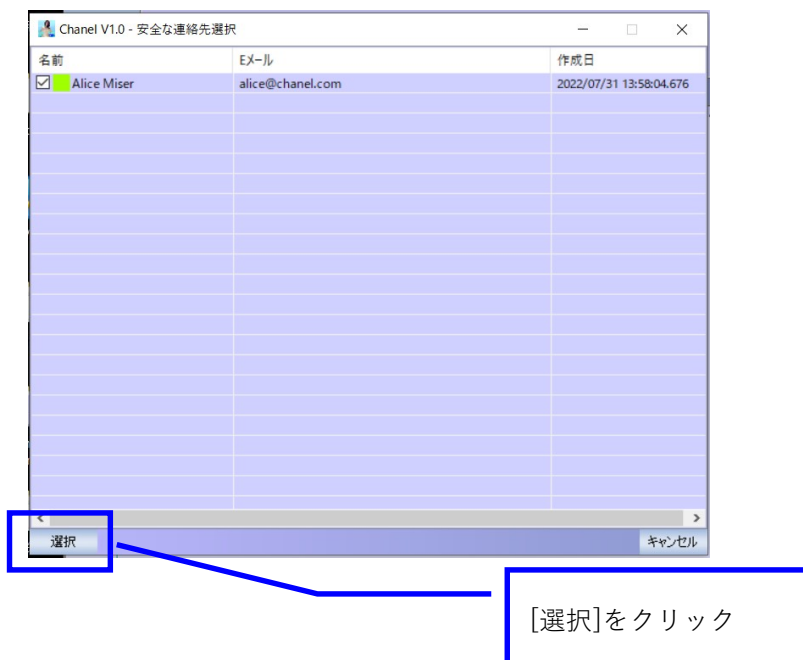 Chanel V1.0 - 安全な連絡先選択
名前 Eメール 作成日
Alice Miser alice@chanel.com 2022/07/31 13:58:04.676
選択 キャンセル
[選択]をクリック